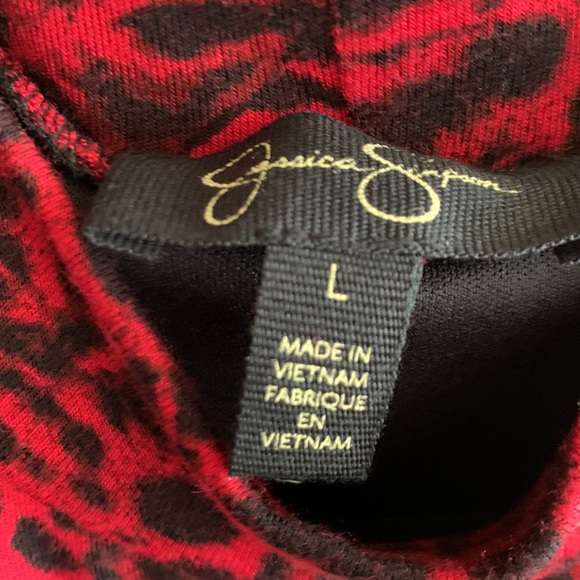 Jessica Simpson
L
MADE IN
VIETNAM
FABRIQUE
EN
VIETNAM